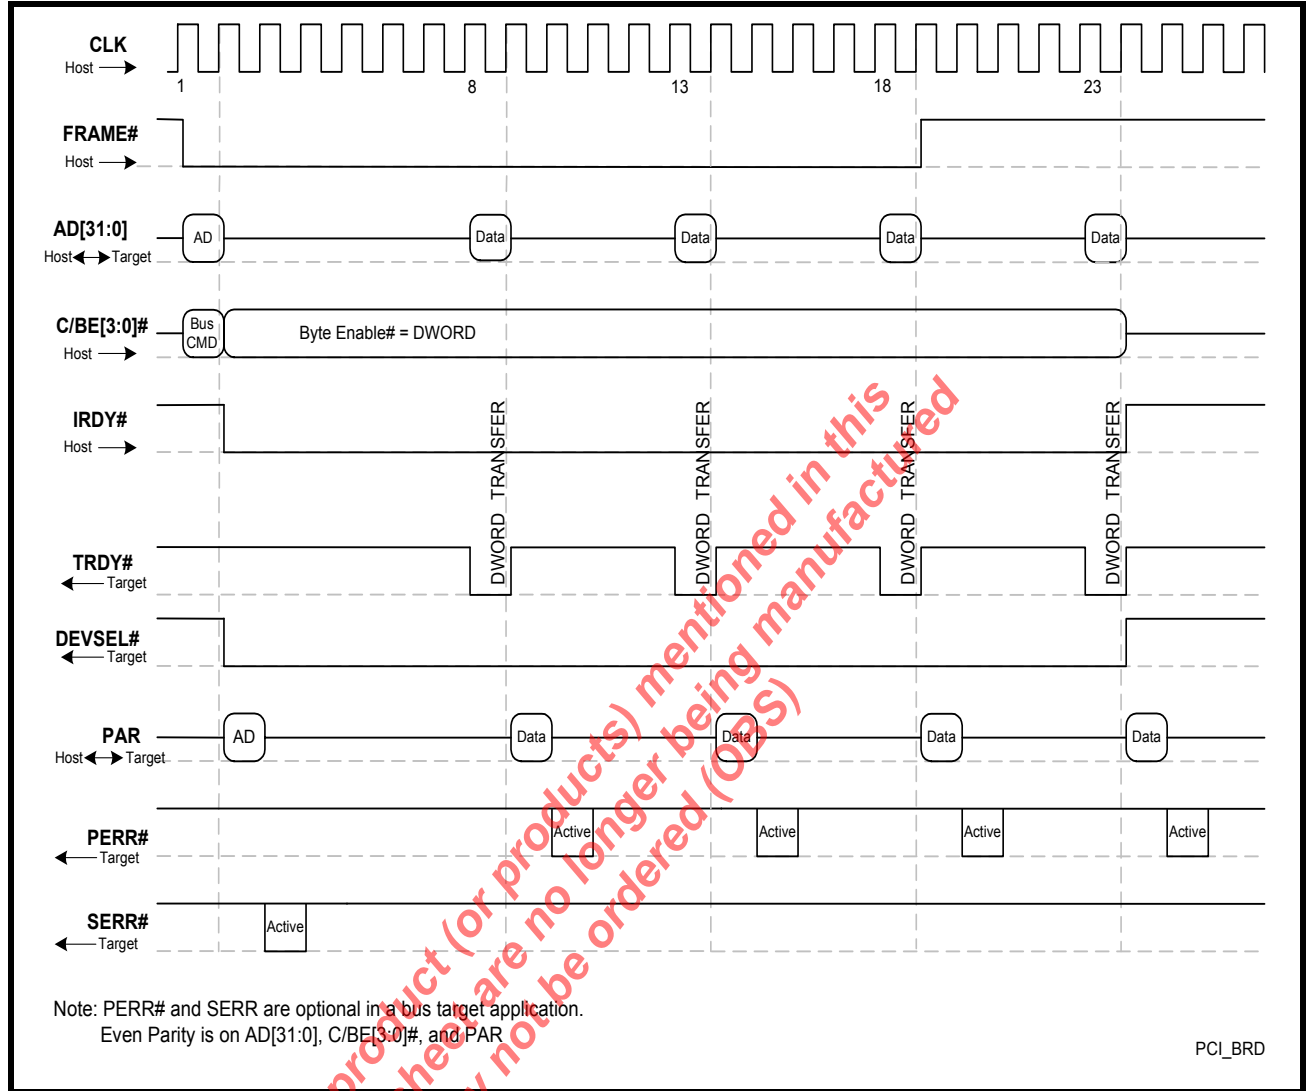 CLK
Host
1 8 13 18 23
FRAME#
Host
AD[31:0]
Host Target
AD Data Data Data Data
C/BE[3:0]#
Host
Bus
CMD
Byte Enable# = DWORD
IRDY#
Host
DWORD TRANSFER
DWORD TRANSFER
DWORD TRANSFER
DWORD TRANSFER
TRDY#
Target
DEVSEL#
Target
PAR
Host Target
AD Data Data Data Data
PERR#
Target
Active Active Active Active
SERR#
Target
Active
product (or products) mentioned in this
sheet are no longer being manufactured
not be ordered (OBS)
Note: PERR# and SERR are optional in a bus target application.
Even Parity is on AD[31:0], C/BE[3:0]#, and PAR
PCI_BRD